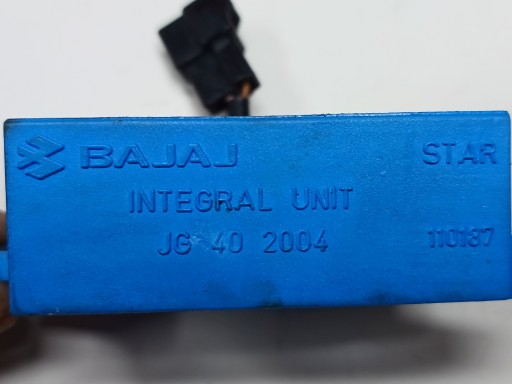 BAJAJ STAR
INTEGRAL UNIT
JG 40 2004 110187